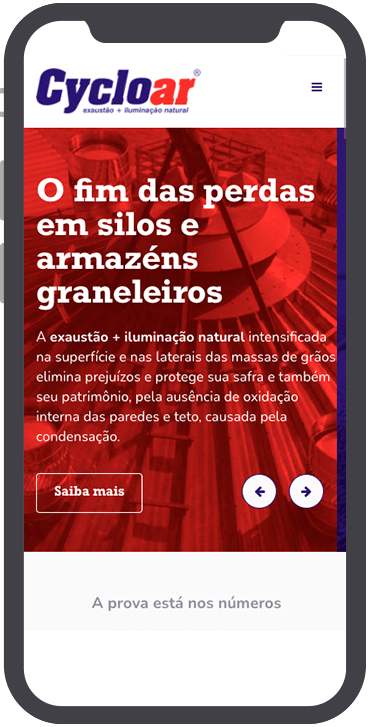 Cycloar®
exaustão + iluminação natural
O fim das perdas
em silos e
armazéns
graneleiros
A exaustão + iluminação natural intensificada
na superfície e nas laterais das massas de grãos
elimina prejuízos e protege sua safra e também
seu patrimônio, pela ausência de oxidação
interna das paredes e teto, causada pela
condensação.
Saiba mais
A prova está nos números